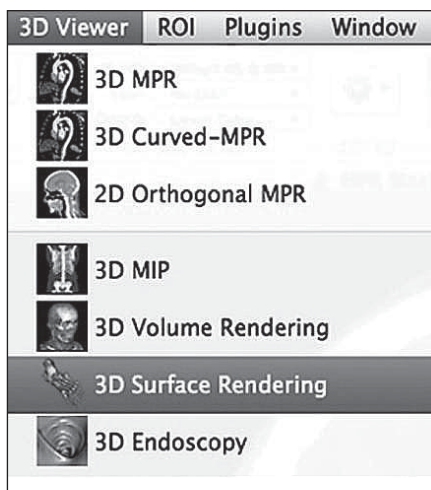 3D Viewer ROI Plugins Window
3D MPR
3D Curved-MPR
2D Orthogonal MPR
3D MIP
3D Volume Rendering
3D Surface Rendering
3D Endoscopy